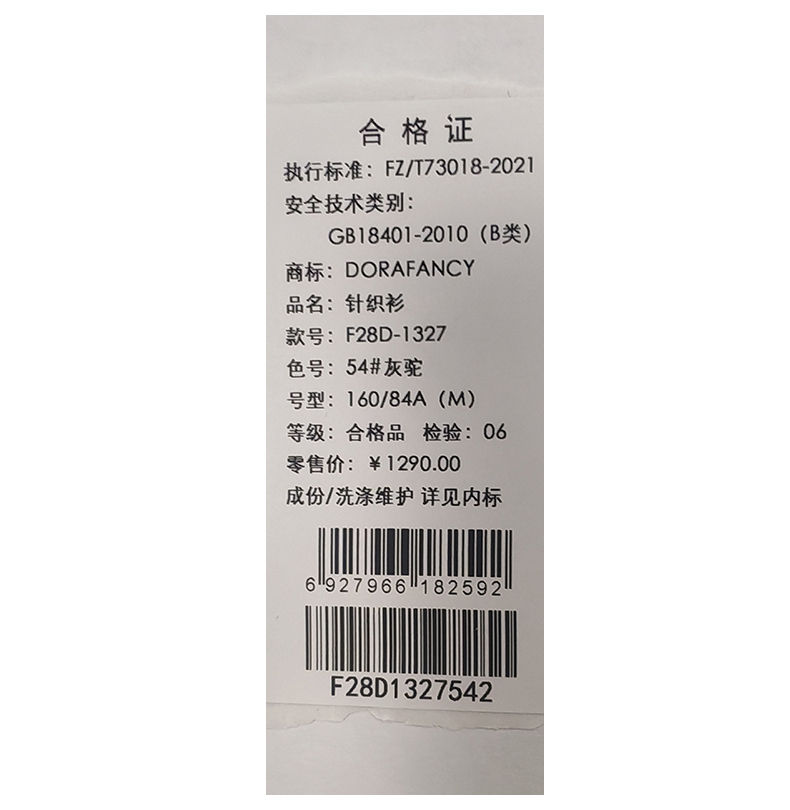 合格证
执行标准：FZ/T73018-2021
安全技术类别：
GB18401-2010（B类）
商标：DORAFANCY
品名：针织衫
款号：F28D-1327
色号：54#灰驼
号型：160/84A（M）
等级：合格品 检验：06
零售价：￥1290.00
成份/洗涤维护 详见内标
6 927966 182592
F28D1327542